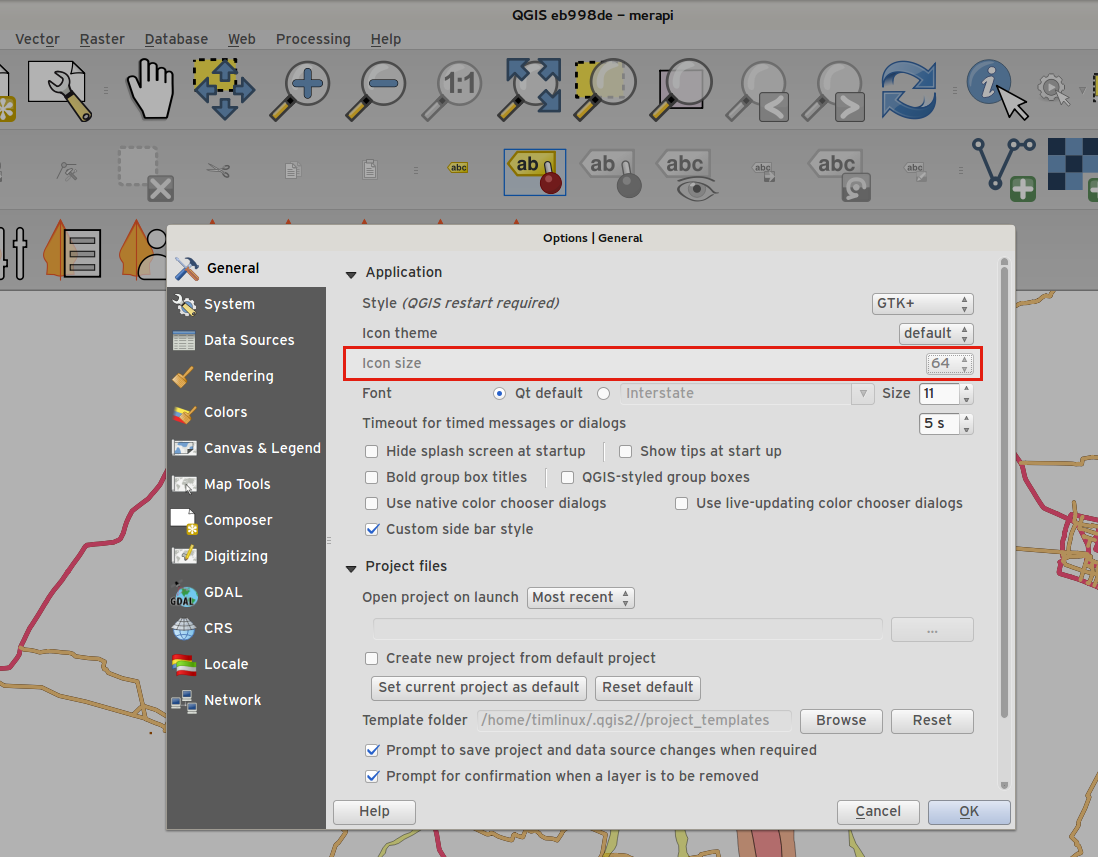 QGIS eb998de – merapi
Vector Raster Database Web Processing Help
1:1
abc ab ab abc abc abc abc
Options | General
General
System
Data Sources
Rendering
Colors
Canvas & Legend
Map Tools
Composer
Digitizing
GDAL
GDAL
CRS
Locale
Network
Application
Style (QGIS restart required) GTK+
Icon theme default
Icon size 64
Font Qt default Interstate Size 11
Timeout for timed messages or dialogs 5 s
Hide splash screen at startup Show tips at start up
Bold group box titles QGIS-styled group boxes
Use native color chooser dialogs Use live-updating color chooser dialogs
Custom side bar style
Project files
Open project on launch Most recent
...
Create new project from default project
Set current project as default Reset default
Template folder /home/timlinux/.qgis2//project_templates Browse Reset
Prompt to save project and data source changes when required
Prompt for confirmation when a layer is to be removed
Help Cancel OK